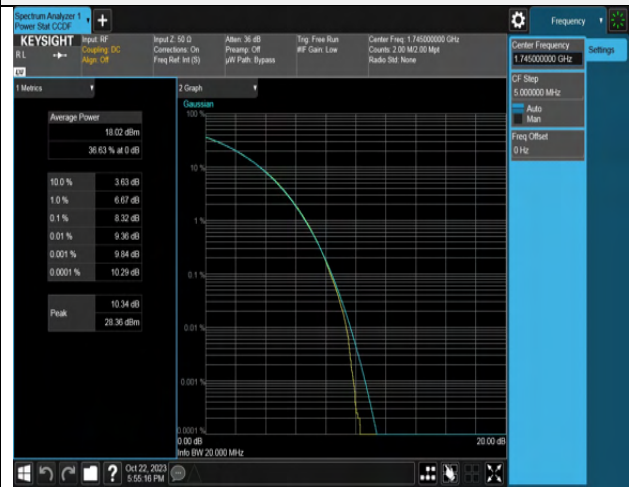 Spectrum Analyzer 1
Power Stat CCDF
Frequency
KEYSIGHT
RL
Input: RF
Coupling: DC
Align: Off
Input Z: 50 Ω
Corrections: On
Freq Ref: Int (S)
Atten: 36 dB
Preamp: Off
µW Path: Bypass
Trig: Free Run
#IF Gain: Low
Center Freq: 1.745000000 GHz
Counts: 2.00 M/2.00 Mpt
Radio Std: None
Center Frequency
1.745000000 GHz
Settings
CF Step
5.000000 MHz
Auto
Man
Freq Offset
0 Hz
1 Metrics
2 Graph
Average Power
18.02 dBm
36.63 % at 0 dB
10.0 % 3.63 dB
1.0 % 6.67 dB
0.1 % 8.32 dB
0.01 % 9.36 dB
0.001 % 9.84 dB
0.0001 % 10.29 dB
Peak
10.34 dB
28.36 dBm
Gaussian
100 %
10 %
1 %
0.1 %
0.01 %
0.001 %
0.0001 %
0.00 dB
20.00 dB
Info BW 20.000 MHz
Oct 22, 2023
5:55:16 PM